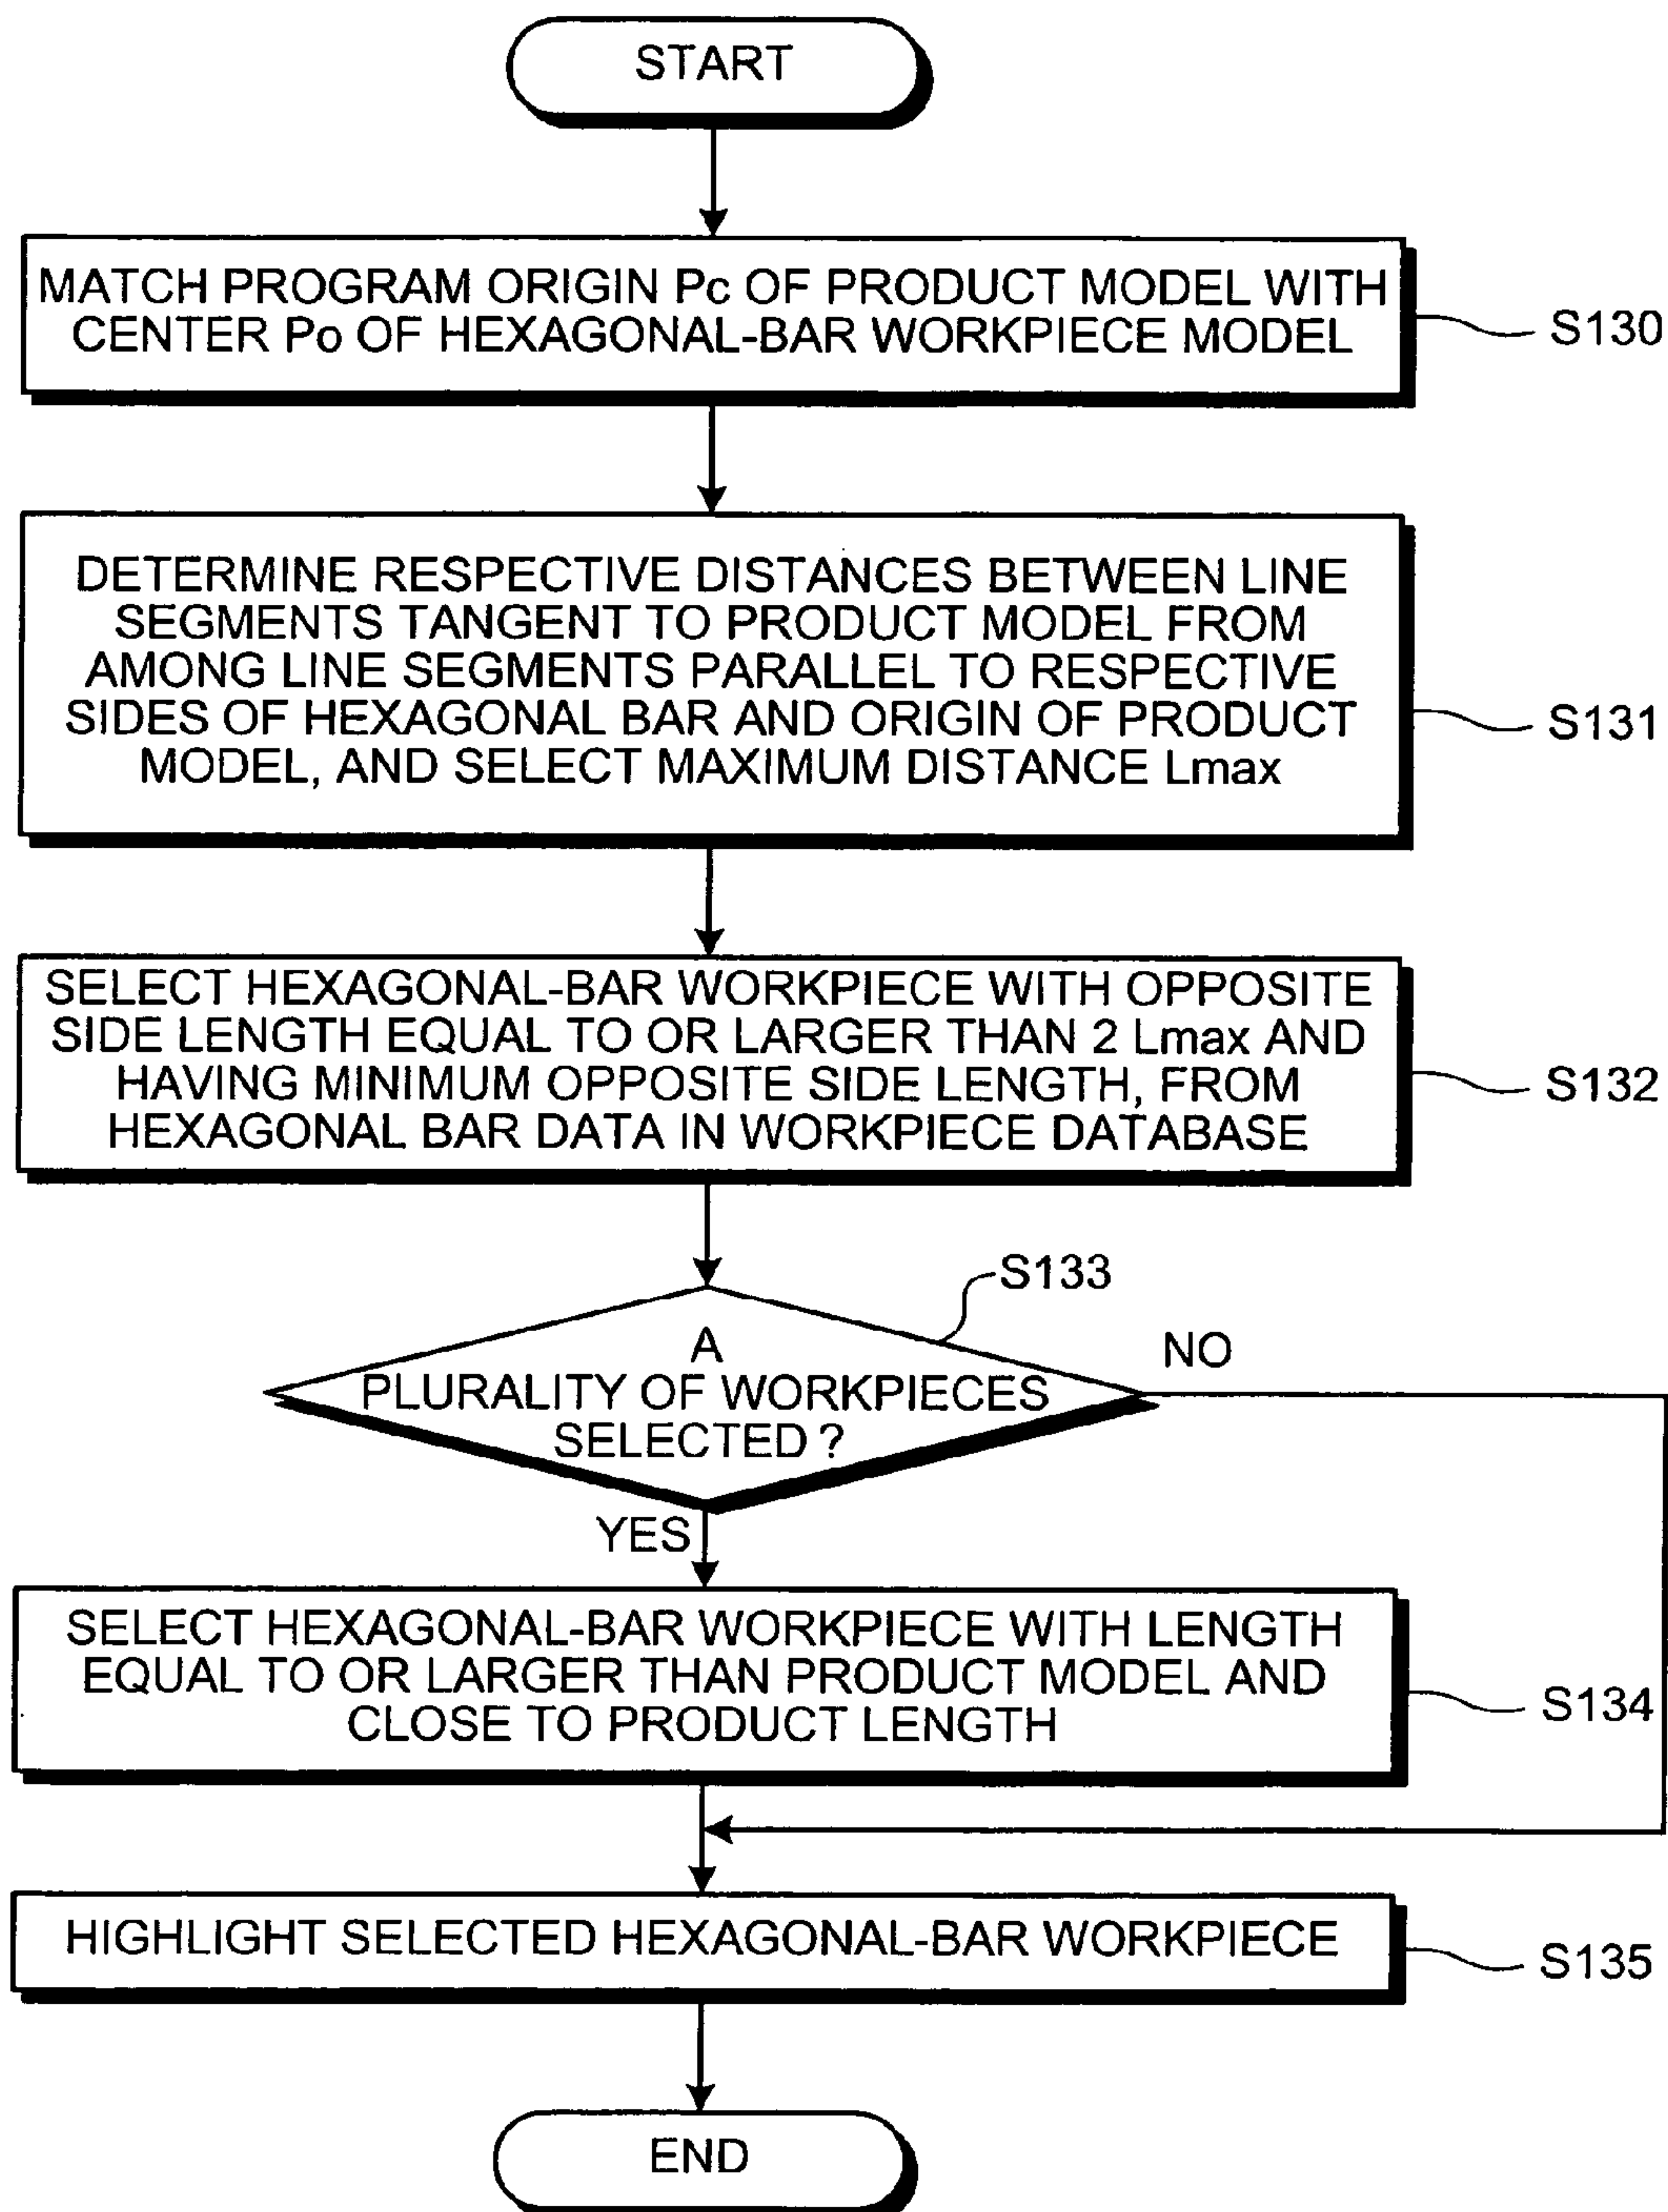 START
MATCH PROGRAM ORIGIN Pc OF PRODUCT MODEL WITH
CENTER Po OF HEXAGONAL-BAR WORKPIECE MODEL
S130
DETERMINE RESPECTIVE DISTANCES BETWEEN LINE
SEGMENTS TANGENT TO PRODUCT MODEL FROM
AMONG LINE SEGMENTS PARALLEL TO RESPECTIVE
SIDES OF HEXAGONAL BAR AND ORIGIN OF PRODUCT
MODEL, AND SELECT MAXIMUM DISTANCE Lmax
S131
SELECT HEXAGONAL-BAR WORKPIECE WITH OPPOSITE
SIDE LENGTH EQUAL TO OR LARGER THAN 2 Lmax AND
HAVING MINIMUM OPPOSITE SIDE LENGTH, FROM
HEXAGONAL BAR DATA IN WORKPIECE DATABASE
S132
S133
A
PLURALITY OF WORKPIECES
SELECTED ?
NO
YES
SELECT HEXAGONAL-BAR WORKPIECE WITH LENGTH
EQUAL TO OR LARGER THAN PRODUCT MODEL AND
CLOSE TO PRODUCT LENGTH
S134
HIGHLIGHT SELECTED HEXAGONAL-BAR WORKPIECE
S135
END